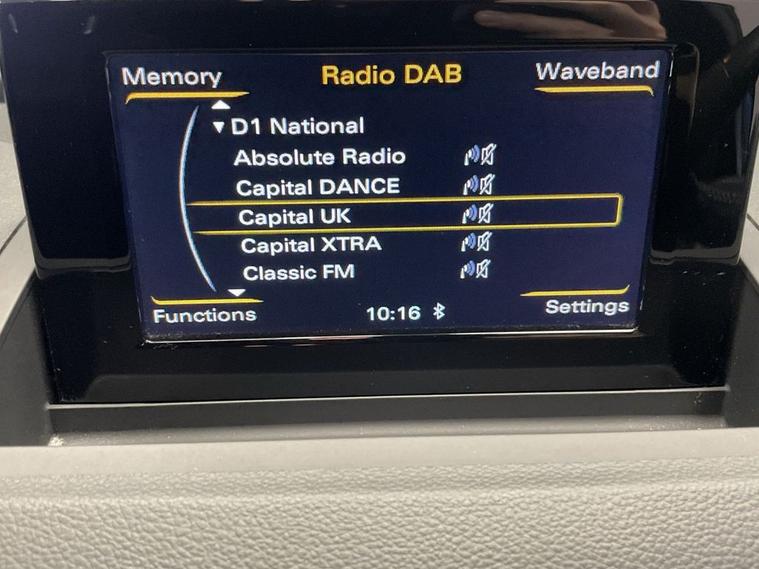 Memory Radio DAB Waveband
D1 National
Absolute Radio
Capital DANCE
Capital UK
Capital XTRA
Classic FM
Functions 10:16 Settings